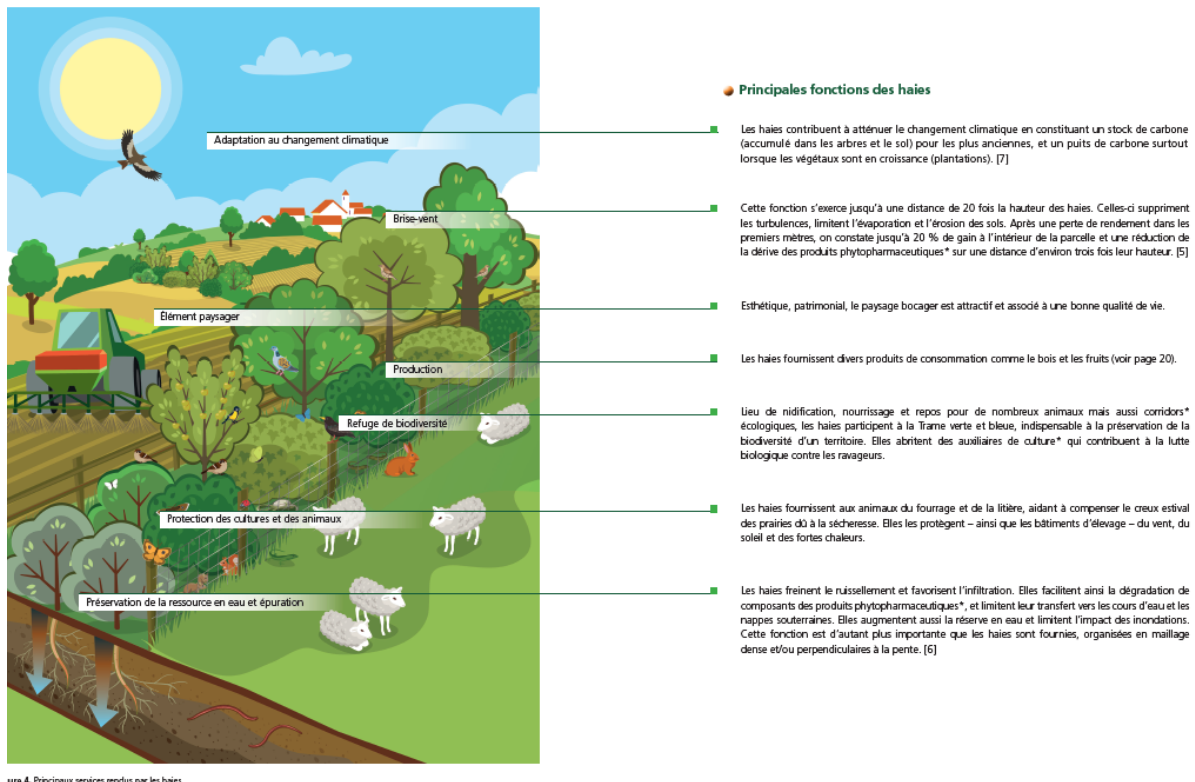 Principales fonctions des haies
Adaptation au changement climatique
Les haies contribuent à atténuer le changement climatique en constituant un stock de carbone
(accumulé dans les arbres et le sol) pour les plus anciennes, et un puits de carbone surtout
lorsque les végétaux sont en croissance (plantations). [7]
Brise-vent
Cette fonction s'exerce jusqu'à une distance de 20 fois la hauteur des haies. Celles-ci suppriment
les turbulences, limitent l'évaporation et l'érosion des sols. Après une perte de rendement dans les
premiers mètres, on constate jusqu'à 20 % de gain à l'intérieur de la parcelle et une réduction de
la dérive des produits phytopharmaceutiques* sur une distance d'environ trois fois leur hauteur. [5]
Élément paysager
Esthétique, patrimonial, le paysage bocager est attractif et associé à une bonne qualité de vie.
Production
Les haies fournissent divers produits de consommation comme le bois et les fruits (voir page 20).
Refuge de biodiversité
Lieu de nidification, nourrissage et repos pour de nombreux animaux mais aussi corridors*
écologiques, les haies participent à la Trame verte et bleue, indispensable à la préservation de la
biodiversité d'un territoire. Elles abritent des auxiliaires de culture* qui contribuent à la lutte
biologique contre les ravageurs.
Protection des cultures et des animaux
Les haies fournissent aux animaux du fourrage et de la litière, aidant à compenser le creux estival
des prairies dû à la sécheresse. Elles les protègent – ainsi que les bâtiments d'élevage – du vent, du
soleil et des fortes chaleurs.
Préservation de la ressource en eau et épuration
Les haies freinent le ruissellement et favorisent l'infiltration. Elles facilitent ainsi la dégradation de
composants des produits phytopharmaceutiques*, et limitent leur transfert vers les cours d'eau et les
nappes souterraines. Elles augmentent aussi la réserve en eau et limitent l'impact des inondations.
Cette fonction est d'autant plus importante que les haies sont fournies, organisées en maillage
dense et/ou perpendiculaires à la pente. [6]
4. Principaux services rendus par les haies